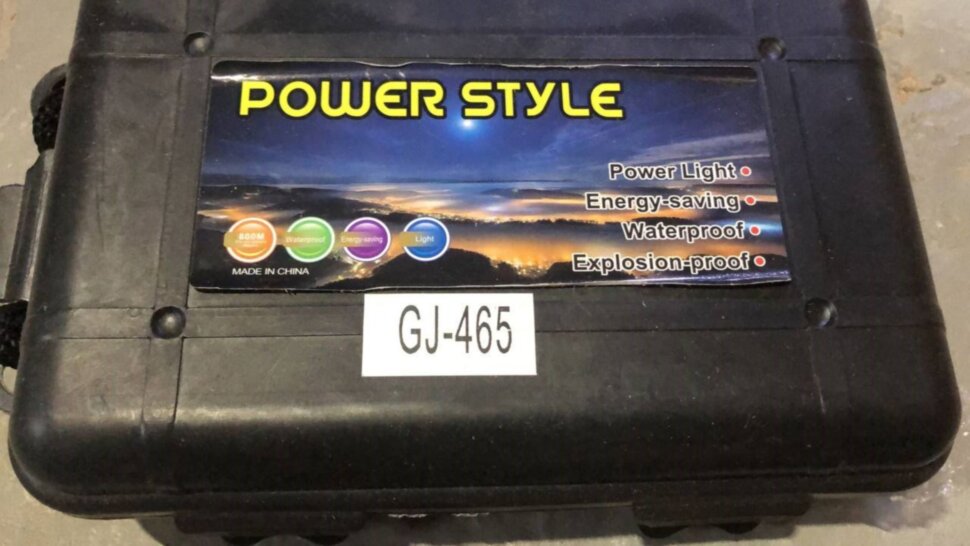 POWER STYLE
Power Light
Energy-saving
Waterproof
Explosion-proof
800M
Waterproof
Energy-saving
Light
MADE IN CHINA
GJ-465